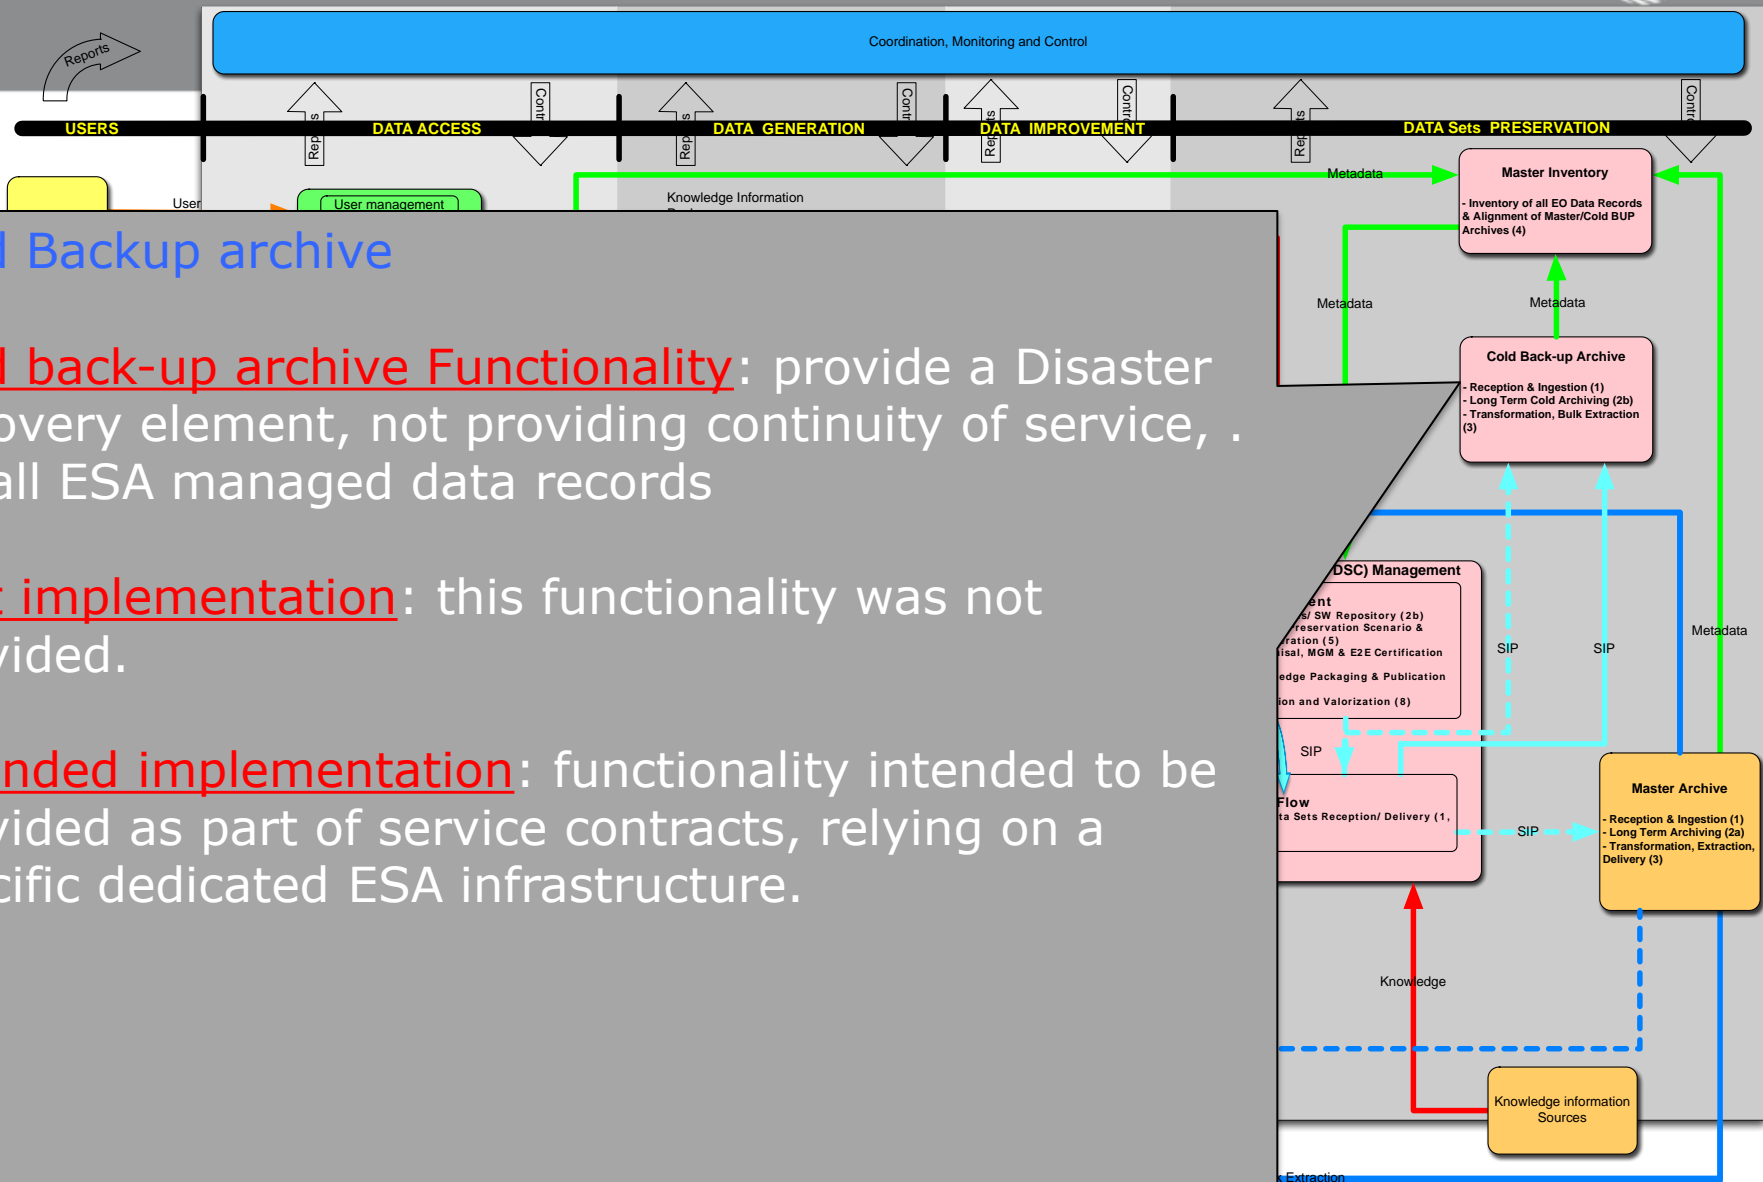 Coordination, Monitoring and Control
Reports
USERS
DATA ACCESS
DATA GENERATION
DATA IMPROVEMENT
DATA Sets PRESERVATION
User
User management
Knowledge Information
Metadata
Master Inventory
- Inventory of all EO Data Records
& Alignment of Master/Cold BUP
Archives (4)
Metadata
Metadata
Cold Back-up Archive
- Reception & Ingestion (1)
- Long Term Cold Archiving (2b)
- Transformation, Bulk Extraction
(3)
Backup archive
back-up archive Functionality: provide a Disaster
overy element, not providing continuity of service, .
all ESA managed data records
implementation: this functionality was not
vided.
nded implementation: functionality intended to be
vided as part of service contracts, relying on a
cific dedicated ESA infrastructure.
DSC) Management
ent
s/ SW Repository (2b)
reservation Scenario &
ration (5)
isal, MGM & E2E Certification
edge Packaging & Publication
ion and Valorization (8)
SIP
SIP
SIP
Metadata
Flow
ta Sets Reception/ Delivery (1,
SIP
Master Archive
- Reception & Ingestion (1)
- Long Term Archiving (2a)
- Transformation, Extraction,
Delivery (3)
Knowledge
Knowledge information
Sources
Extraction